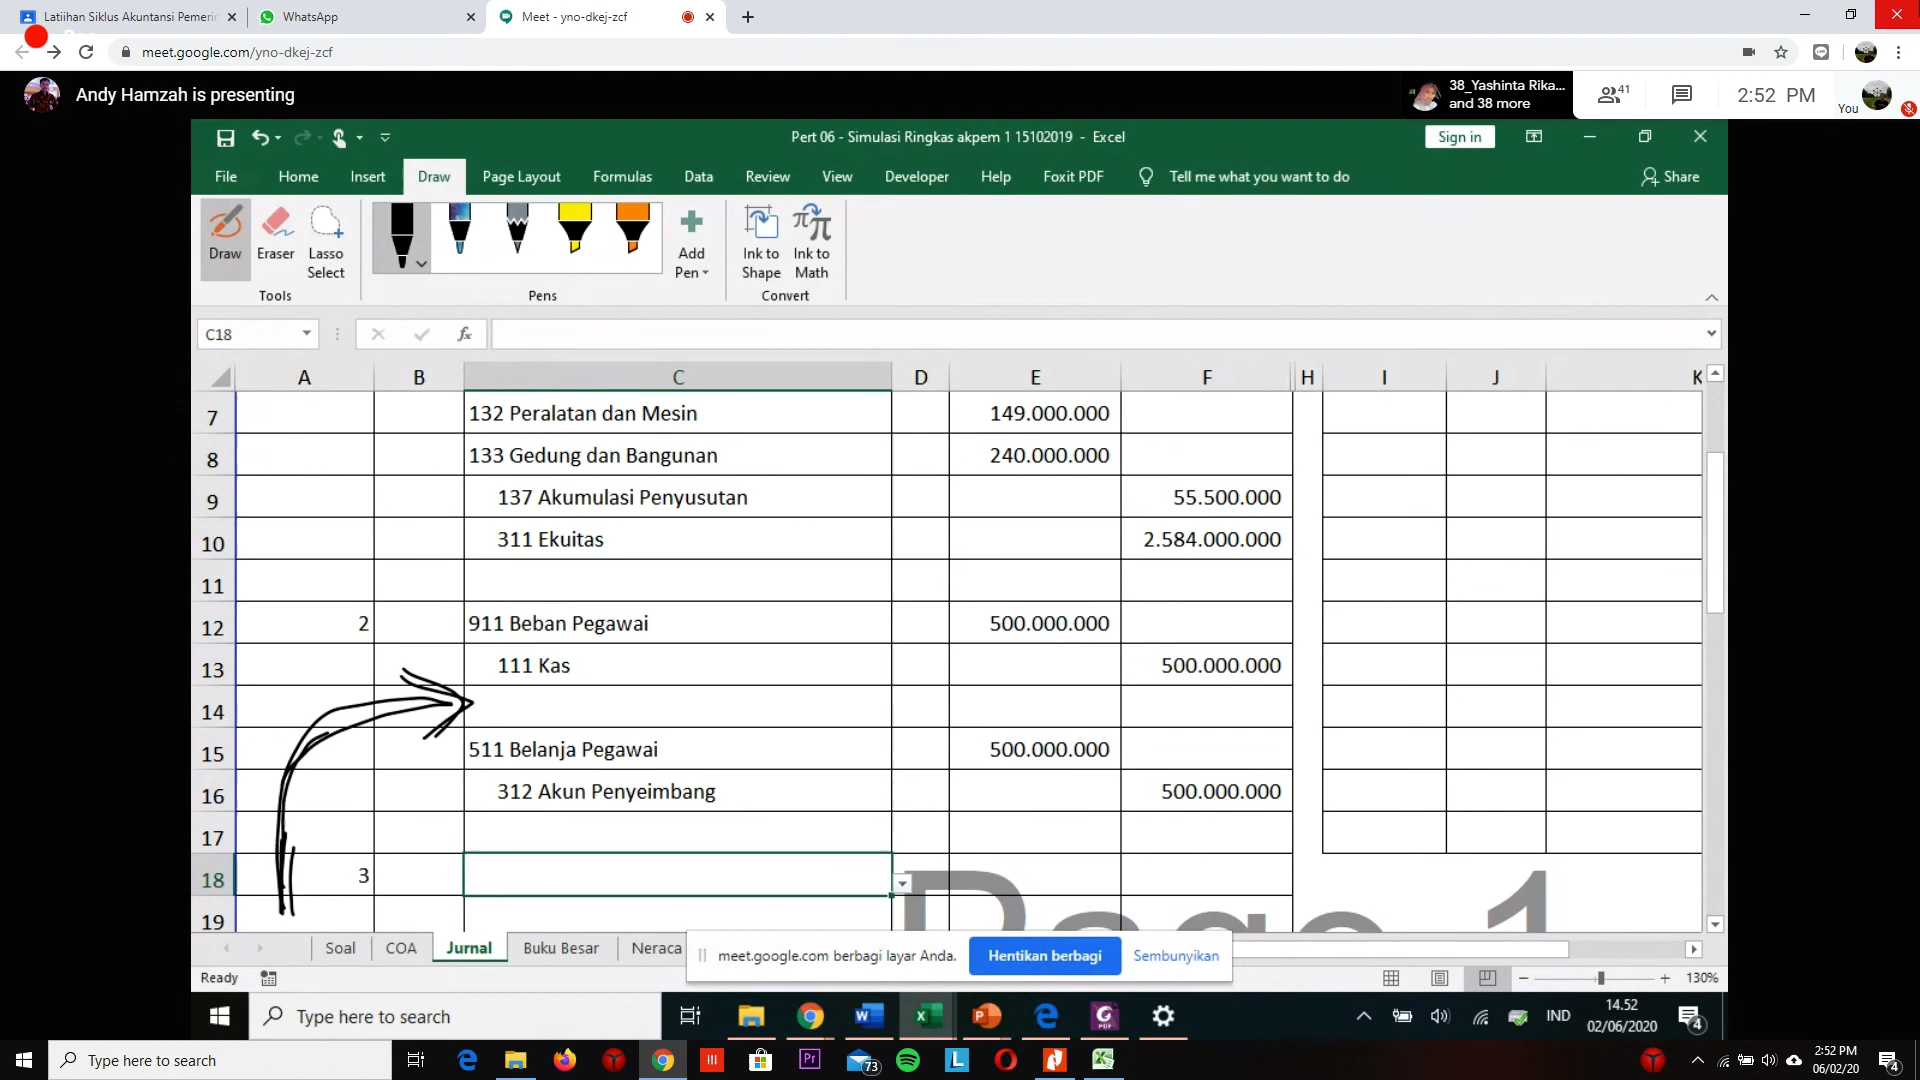 Latiihan Siklus Akuntansi Pemerin
WhatsApp
Meet - yno-dkej-zcf
meet.google.com/yno-dkej-zcf
Andy Hamzah is presenting
38_Yashinta Rika...
and 38 more
41
2:52 PM
You
Pert 06 - Simulasi Ringkas akpem 1 15102019 - Excel
Sign in
File Home Insert Draw Page Layout Formulas Data Review View Developer Help Foxit PDF Tell me what you want to do Share
Draw Eraser Lasso Select
Add Pen
Ink to Shape
Ink to Math
Tools Pens Convert
C18 fx
A B C D E F H I J K
7 132 Peralatan dan Mesin 149.000.000
8 133 Gedung dan Bangunan 240.000.000
9 137 Akumulasi Penyusutan 55.500.000
10 311 Ekuitas 2.584.000.000
11
12 2 911 Beban Pegawai 500.000.000
13 111 Kas 500.000.000
14
15 511 Belanja Pegawai 500.000.000
16 312 Akun Penyeimbang 500.000.000
17
18 3
19
Page 1
Soal COA Jurnal Buku Besar Neraca
meet.google.com berbagi layar Anda. Hentikan berbagi Sembunyikan
Ready 130%
Type here to search
IND
14.52
02/06/2020
4
Type here to search
Pr
73
2:52 PM
06/02/20
4